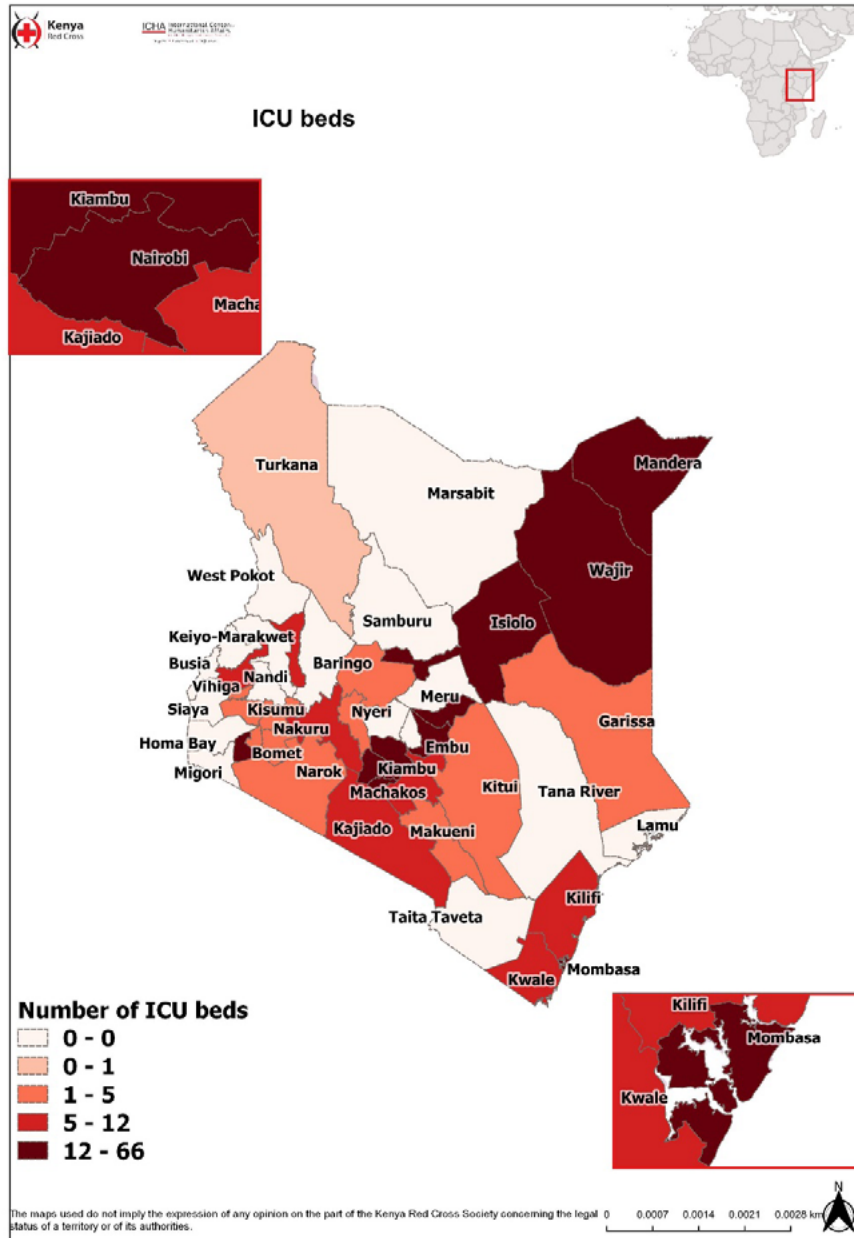 Kenya
Red Cross
ICHA International Center..
Humanitarian Affairs
ICU beds
Kiambu
Nairobi
Macha
Kajiado
Turkana
Marsabit
Mandera
Wajir
West Pokot
Samburu
Isiolo
Keiyo-Marakwet
Busia
Nandi
Baringo
Vihiga
Meru
Siaya
Kisumu
Nyeri
Garissa
Nakuru
Homa Bay
Bomet
Embu
Migori
Narok
Kiambu
Kitui
Tana River
Machakos
Lamu
Kajiado
Makueni
Kilifi
Taita Taveta
Mombasa
Kwale
Kilifi
Mombasa
Kwale
Number of ICU beds
0 - 0
0 - 1
1 - 5
5 - 12
12 - 66
The maps used do not imply the expression of any opinion on the part of the Kenya Red Cross Society concerning the legal
status of a territory or of its authorities.
0 0.0007 0.0014 0.0021 0.0028 km
N